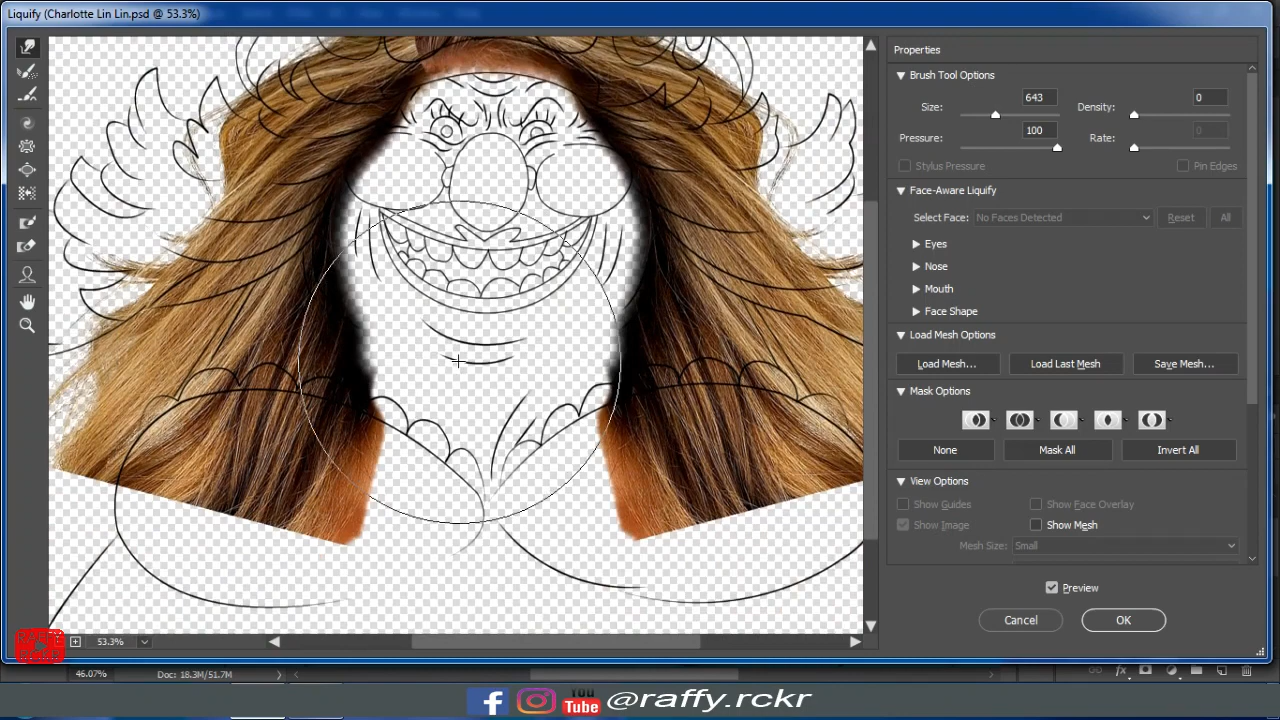 Liquify (Charlotte Lin Lin.psd @ 53.3%)
Properties
Brush Tool Options
Size: 643 Density: 0
Pressure: 100 Rate: 0
Stylus Pressure Pin Edges
Face-Aware Liquify
Select Face: No Faces Detected Reset All
Eyes
Nose
Mouth
Face Shape
Load Mesh Options
Load Mesh... Load Last Mesh Save Mesh...
Mask Options
None Mask All Invert All
View Options
Show Guides Show Face Overlay
Show Image Show Mesh
Mesh Size: Small
Preview
Cancel OK
53.3%
46.07% Doc: 18.3M/51.7M
fx
You
Tube @raffy.rckr